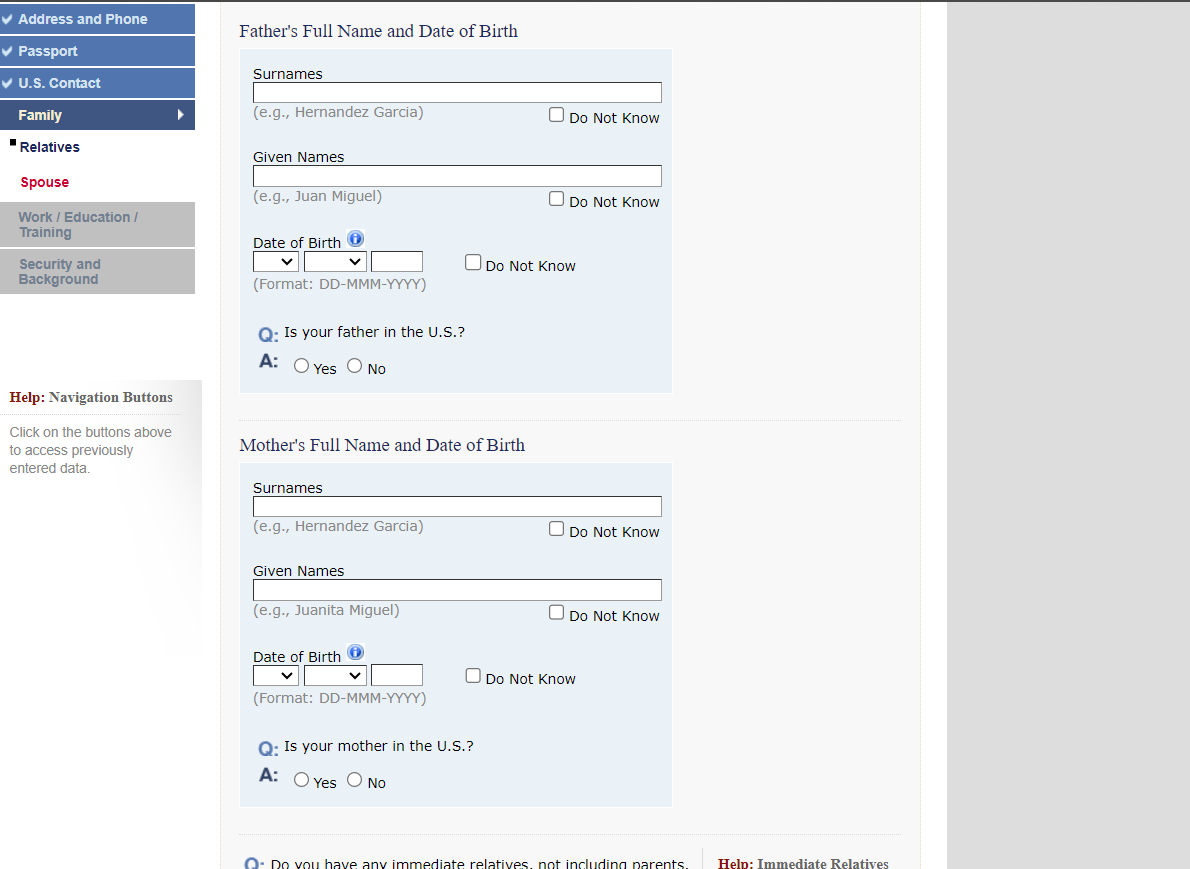 Address and Phone
Passport
U.S. Contact
Family
Relatives
Spouse
Work / Education /
Training
Security and
Background
Help: Navigation Buttons
Click on the buttons above
to access previously
entered data.
Father's Full Name and Date of Birth
Surnames
(e.g., Hernandez Garcia)
Do Not Know
Given Names
(e.g., Juan Miguel)
Do Not Know
Date of Birth
Do Not Know
(Format: DD-MMM-YYYY)
Q: Is your father in the U.S.?
A: Yes No
Mother's Full Name and Date of Birth
Surnames
(e.g., Hernandez Garcia)
Do Not Know
Given Names
(e.g., Juanita Miguel)
Do Not Know
Date of Birth
Do Not Know
(Format: DD-MMM-YYYY)
Q: Is your mother in the U.S.?
A: Yes No
Q: Do you have any immediate relatives, not including parents,
Help: Immediate Relatives